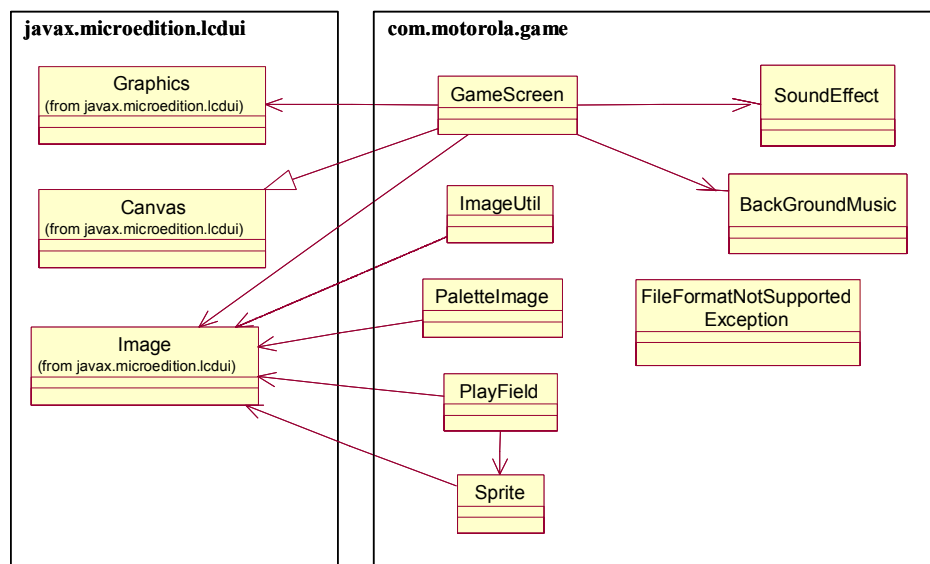 javax.microedition.lcdui
Graphics
(from javax.microedition.lcdui)
Canvas
(from javax.microedition.lcdui)
Image
(from javax.microedition.lcdui)
com.motorola.game
GameScreen
SoundEffect
ImageUtil
BackGroundMusic
PaletteImage
FileFormatNotSupported
Exception
PlayField
Sprite